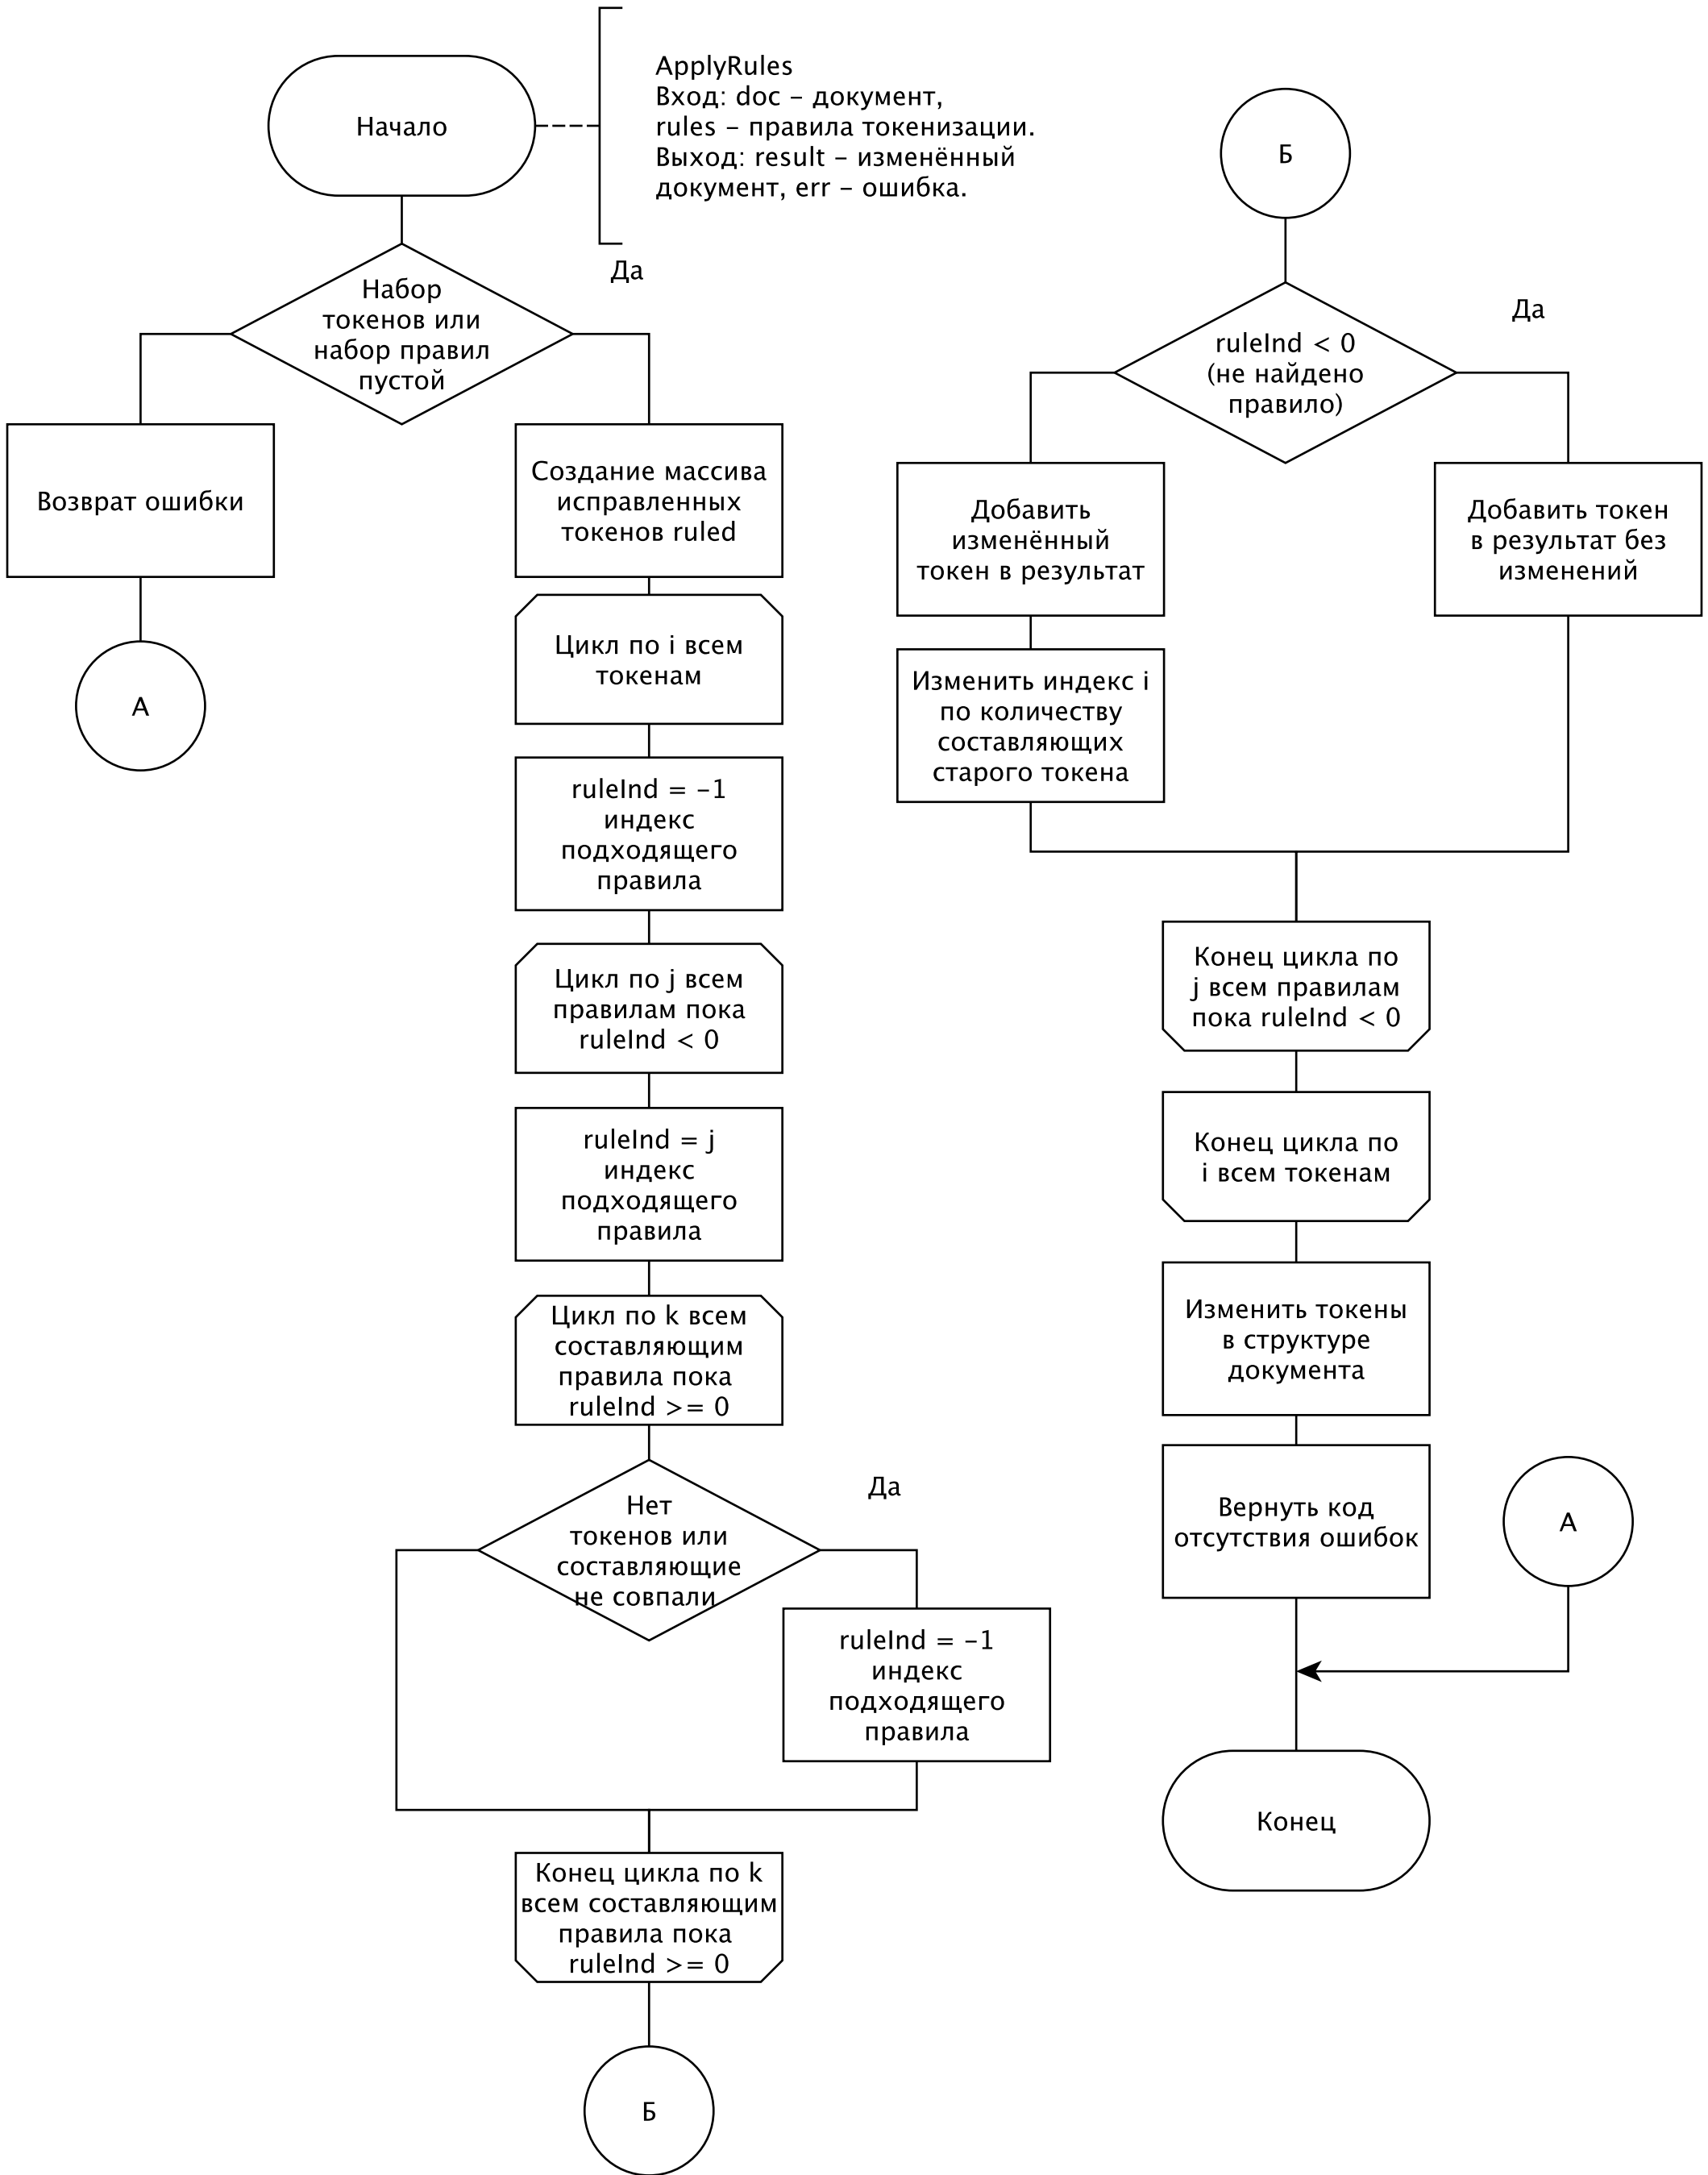 Начало
ApplyRules
Вход: doc – документ,
rules – правила токенизации.
Выход: result – изменённый
документ, err – ошибка.
Да
Набор
токенов или
набор правил
пустой
Возврат ошибки
А
Создание массива
исправленных
токенов ruled
Цикл по i всем
токенам
ruleInd = –1
индекс
подходящего
правила
Цикл по j всем
правилам пока
ruleInd < 0
ruleInd = j
индекс
подходящего
правила
Цикл по k всем
составляющим
правила пока
ruleInd >= 0
Да
Нет
токенов или
составляющие
не совпали
ruleInd = –1
индекс
подходящего
правила
Конец цикла по k
всем составляющим
правила пока
ruleInd >= 0
Б
Б
Да
ruleInd < 0
(не найдено
правило)
Добавить
изменённый
токен в результат
Добавить токен
в результат без
изменений
Изменить индекс i
по количеству
составляющих
старого токена
Конец цикла по
j всем правилам
пока ruleInd < 0
Конец цикла по
i всем токенам
Изменить токены
в структуре
документа
Вернуть код
отсутствия ошибок
А
Конец